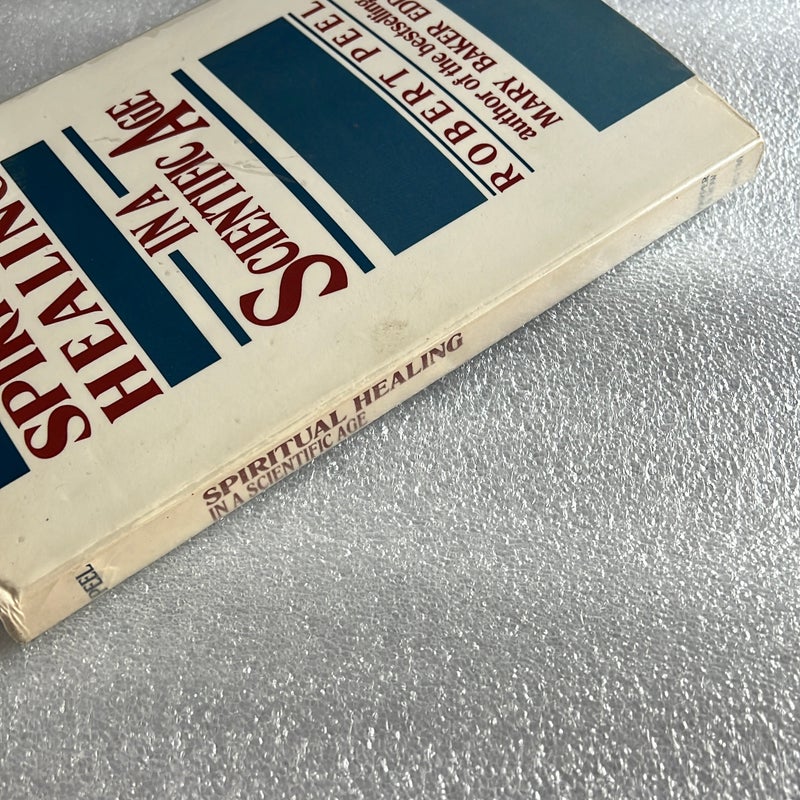 SPIRI
HEALING
IN A
SCIENTIFIC AGE
ROBERT PEEL
author of the bestselling
MARY BAKER EDD
PEEL
SPIRITUAL HEALING
IN A SCIENTIFIC AGE